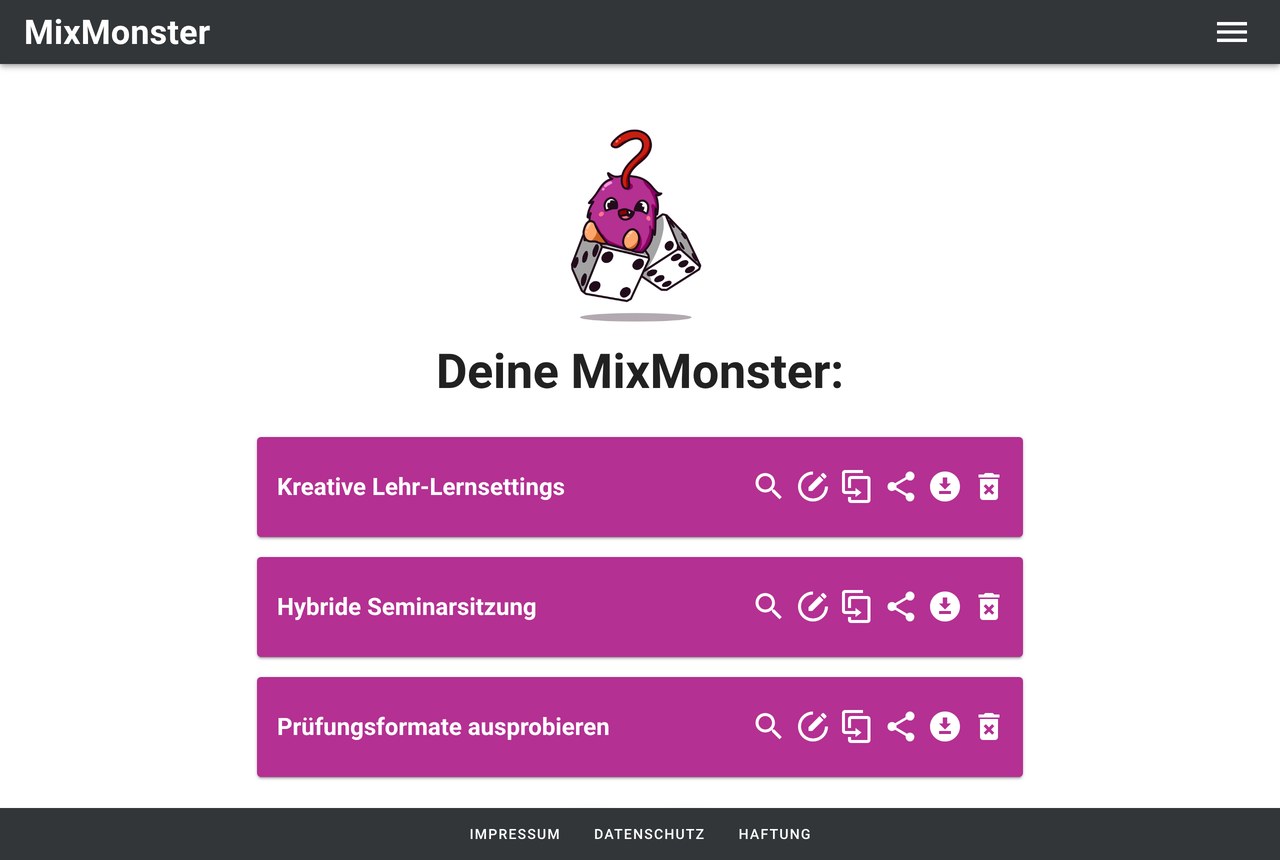 MixMonster
Deine MixMonster:
Kreative Lehr-Lernsettings
Hybride Seminarsitzung
Prüfungsformate ausprobieren
IMPRESSUM DATENSCHUTZ HAFTUNG